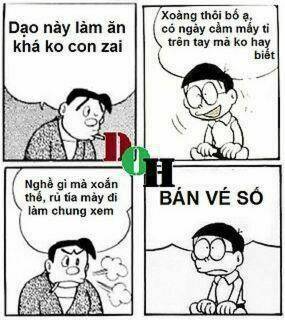 Dạo này làm ăn
khá ko con zai
Xoàng thôi bố ạ,
có ngày cầm mấy tỉ
trên tay mà ko hay
biết
DOH
Nghề gì mà xoắn
thế, rủ tía mày đi
làm chung xem
BÁN VÉ SỐ